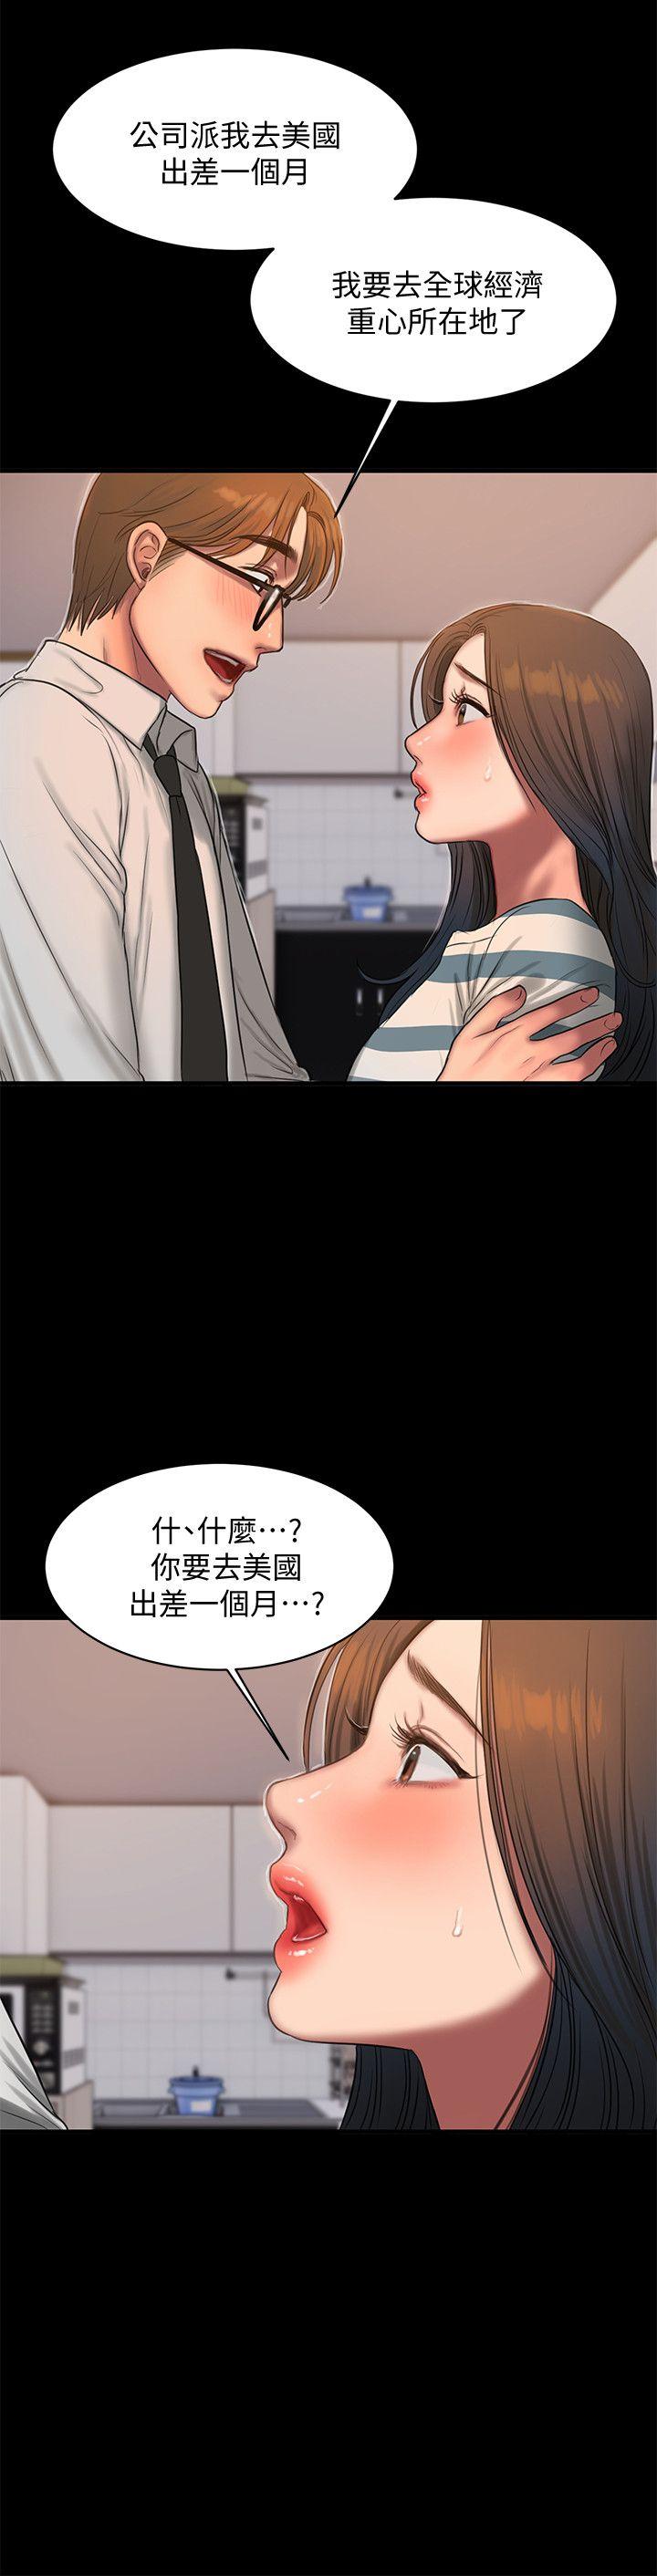 公司派我去美國
出差一個月
我要去全球經濟
重心所在地了
什、什麼…?
你要去美國
出差一個月…?